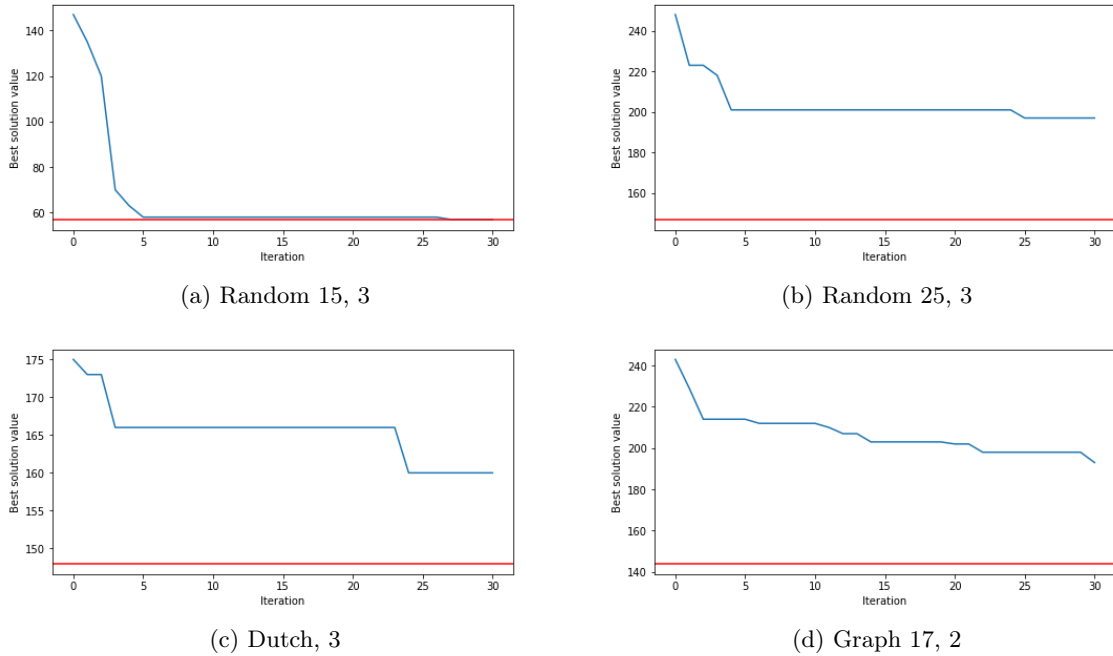 140
120
100
80
60
Best solution value
0 5 10 15 20 25 30
Iteration
(a) Random 15, 3
240
220
200
180
160
Best solution value
0 5 10 15 20 25 30
Iteration
(b) Random 25, 3
175
170
165
160
155
150
Best solution value
0 5 10 15 20 25 30
Iteration
(c) Dutch, 3
240
220
200
180
160
140
Best solution value
0 5 10 15 20 25 30
Iteration
(d) Graph 17, 2